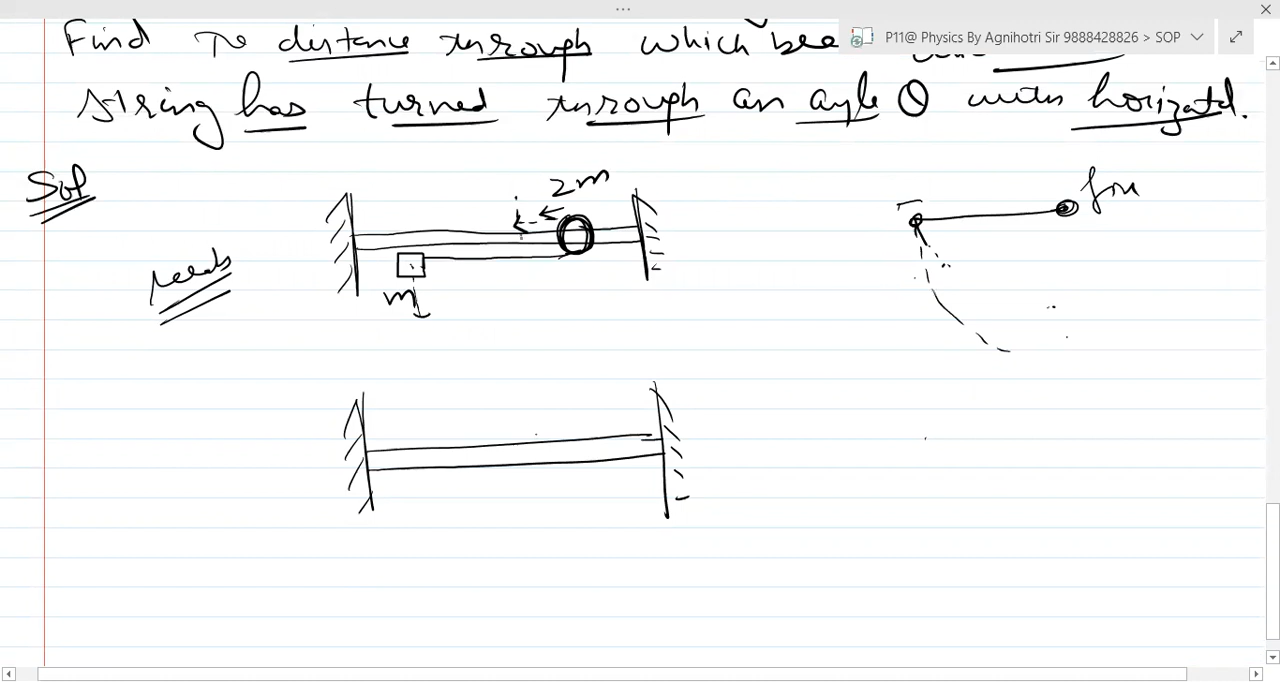 Find The distance through which bea
P11@ Physics By Agnihotri Sir 9888428826 > SOP
string has turned through an angle θ with horizontal.
Sol
2m
m